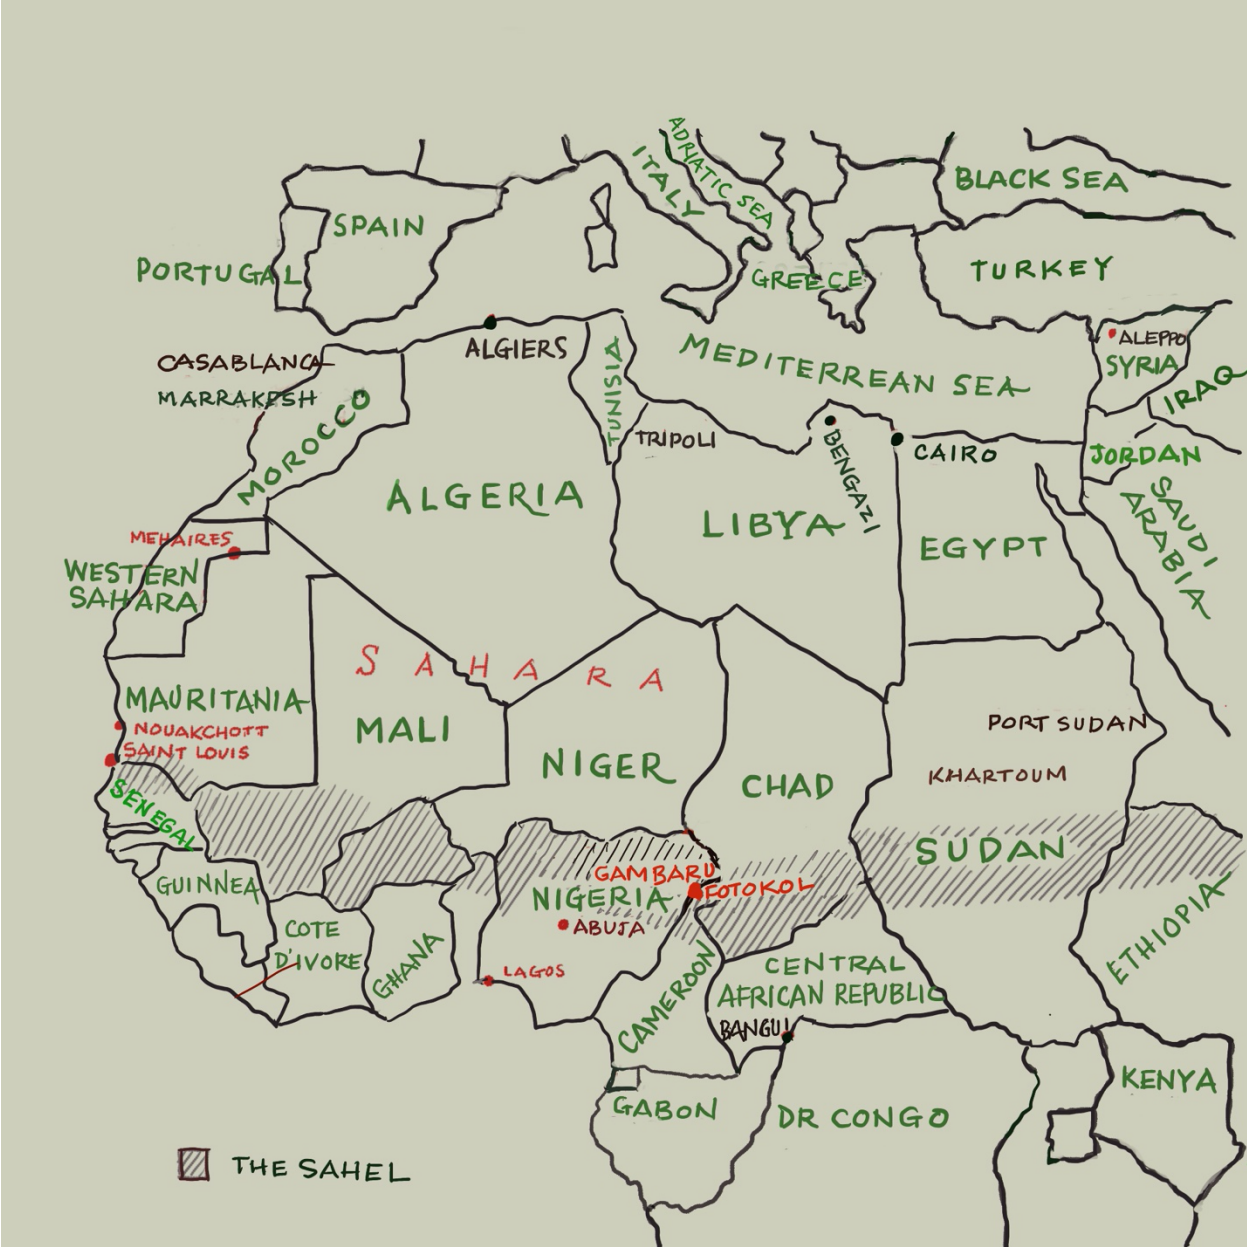 ADRIATIC SEA
ITALY
BLACK SEA
SPAIN
PORTUGAL
GREECE
TURKEY
ALEPPO
SYRIA
IRAQ
CASABLANCA
MARRAKESH
MOROCCO
ALGIERS
TUNISIA
MEDITERREAN SEA
TRIPOLI
BENGAZI
CAIRO
JORDAN
SAUDI
ARABIA
ALGERIA
LIBYA
EGYPT
MEHAIRES
WESTERN
SAHARA
SAHARA
MAURITANIA
NOUAKCHOTT
SAINT LOUIS
MALI
NIGER
CHAD
PORT SUDAN
KHARTOUM
SENEGAL
SUDAN
GUINNEA
GAMBARU
FOTOKOL
NIGERIA
ABUJA
LAGOS
COTE
D'IVORE
GHANA
CAMEROON
CENTRAL
AFRICAN REPUBLIC
BANGUI
ETHIOPIA
GABON
DR CONGO
KENYA
THE SAHEL